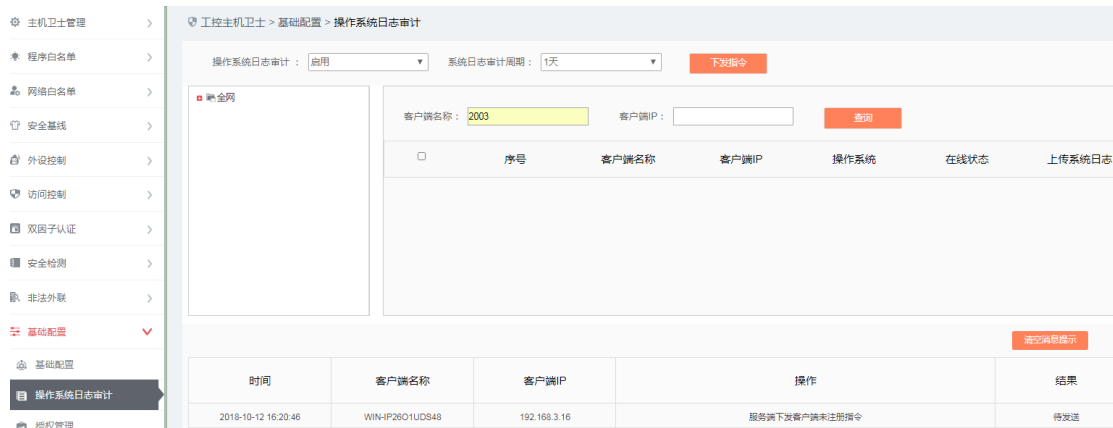 主机卫士管理
程序白名单
网络白名单
安全基线
外设控制
访问控制
双因子认证
安全检测
非法外联
基础配置
基础配置
操作系统日志审计
授权管理
工控主机卫士 > 基础配置 > 操作系统日志审计
操作系统日志审计 ： 启用 系统日志审计周期： 1天 下发指令
全网
客户端名称： 2003 客户端IP： 查询
序号 客户端名称 客户端IP 操作系统 在线状态 上传系统日志
清空消息提示
时间 客户端名称 客户端IP 操作 结果
2018-10-12 16:20:46 WIN-IP26O1UDS48 192.168.3.16 服务端下发客户端未注册指令 待发送